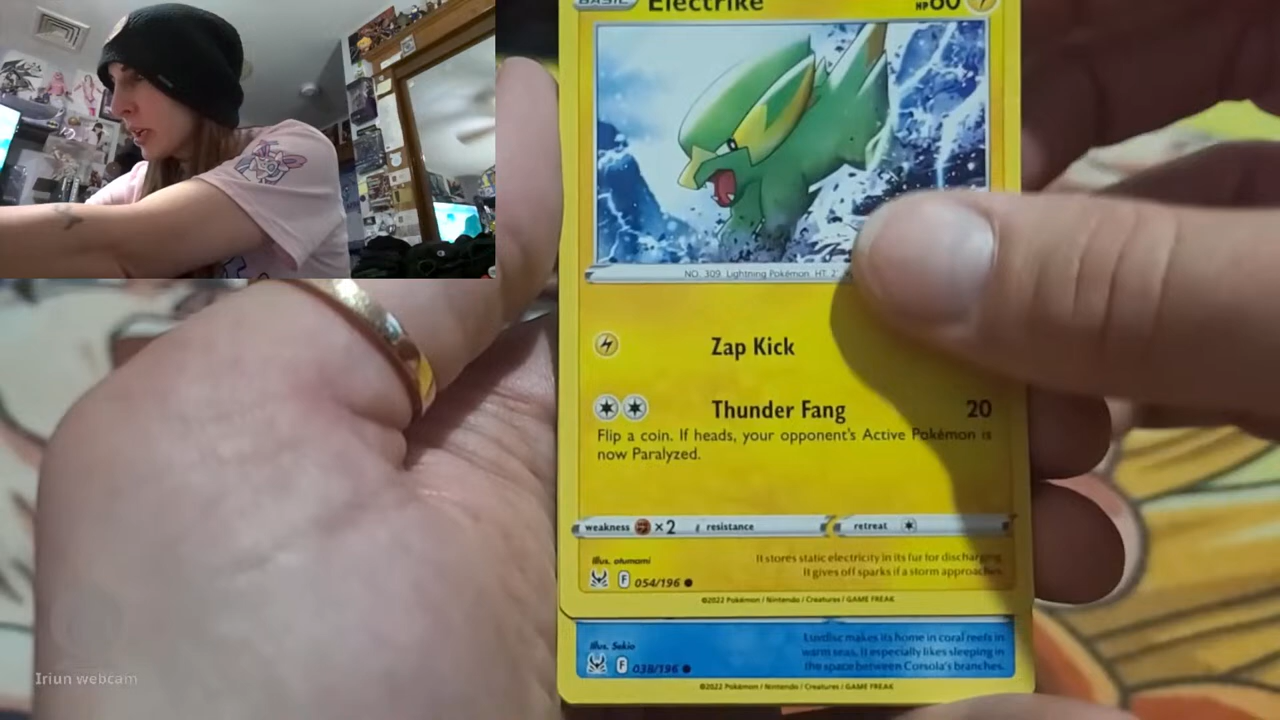 BASIC Electrike HP60
NO. 309 Lightning Pokémon HT: 2'
Zap Kick
Thunder Fang 20
Flip a coin. If heads, your opponent's Active Pokémon is
now Paralyzed.
weakness ×2 resistance retreat
Illus. otumami
It stores static electricity in its fur for discharging.
It gives off sparks if a storm approaches.
F 054/196
©2022 Pokémon / Nintendo / Creatures / GAME FREAK
Illus. Sekio
Luvdisc makes its home in coral reefs in
warm seas. It especially likes sleeping in
the space between Corsola's branches.
F 038/196
©2022 Pokémon / Nintendo / Creatures / GAME FREAK
Iriun webcam